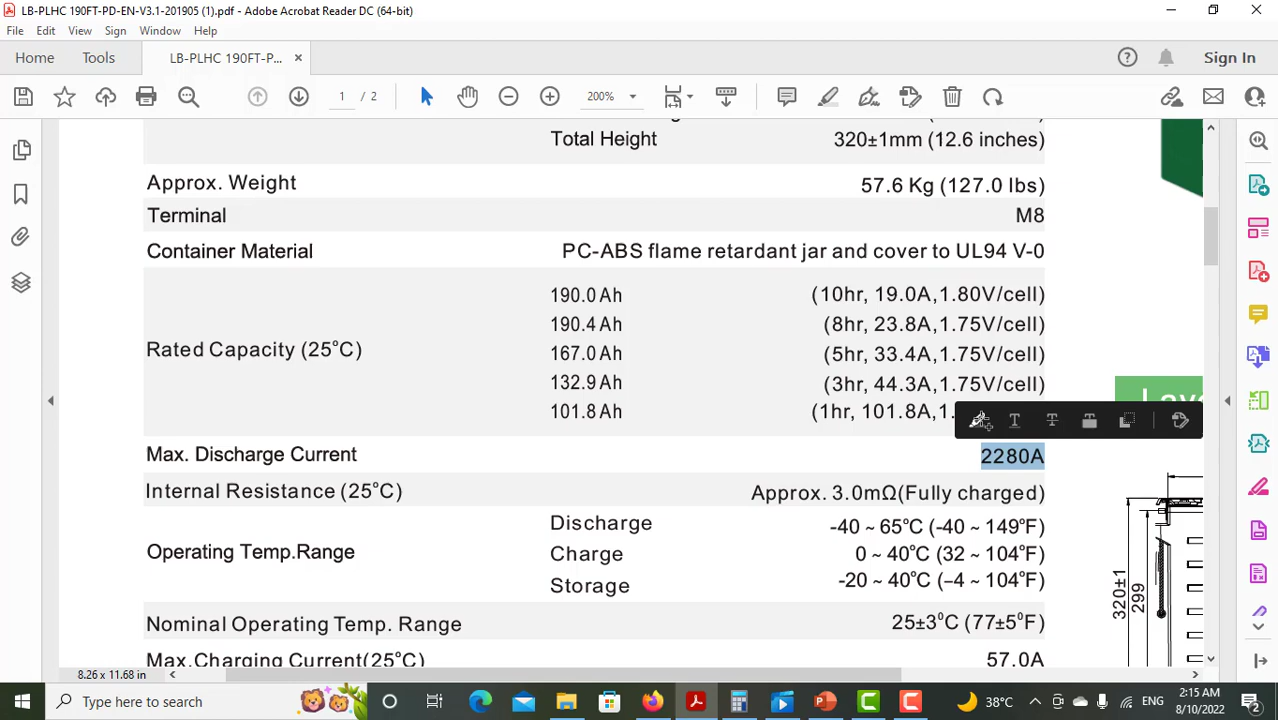 LB-PLHC 190FT-PD-EN-V3.1-201905 (1).pdf - Adobe Acrobat Reader DC (64-bit)
File Edit View Sign Window Help
Home Tools LB-PLHC 190FT-P... Sign In
1 / 2 200%
Total Height 320±1mm (12.6 inches)
Approx. Weight 57.6 Kg (127.0 lbs)
Terminal M8
Container Material PC-ABS flame retardant jar and cover to UL94 V-0
190.0 Ah (10hr, 19.0A,1.80V/cell)
190.4 Ah (8hr, 23.8A,1.75V/cell)
Rated Capacity (25°C) 167.0 Ah (5hr, 33.4A,1.75V/cell)
132.9 Ah (3hr, 44.3A,1.75V/cell)
101.8 Ah (1hr, 101.8A,1.
Max. Discharge Current 2280A
Internal Resistance (25°C) Approx. 3.0mΩ(Fully charged)
Discharge -40 ~ 65°C (-40 ~ 149°F)
Operating Temp.Range Charge 0 ~ 40°C (32 ~ 104°F)
Storage -20 ~ 40°C (–4 ~ 104°F)
Nominal Operating Temp. Range 25±3°C (77±5°F)
Max.Charging Current(25°C) 57.0A
320±1
299
8.26 x 11.68 in
Type here to search 38°C ENG 2:15 AM
8/10/2022 2